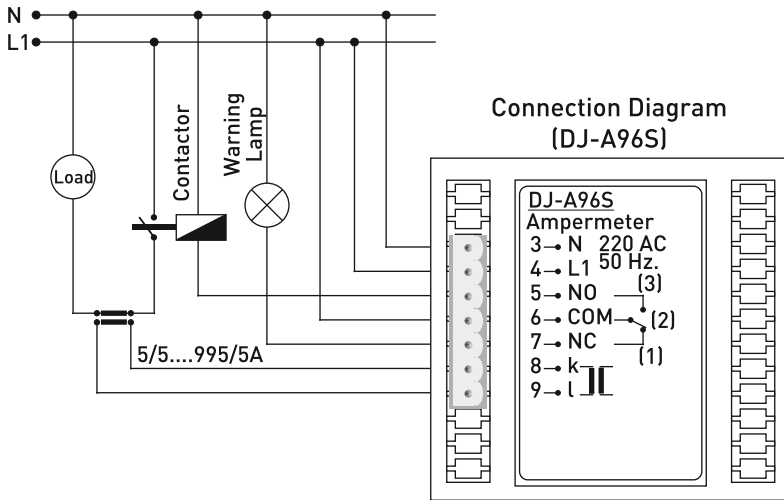 N
L1
Load
Contactor
Warning
Lamp
5/5....995/5A
Connection Diagram
(DJ-A96S)
DJ-A96S
Ampermeter
3 N 220 AC
4 L1 50 Hz.
5 NO (3)
6 COM (2)
7 NC (1)
8 k
9 l